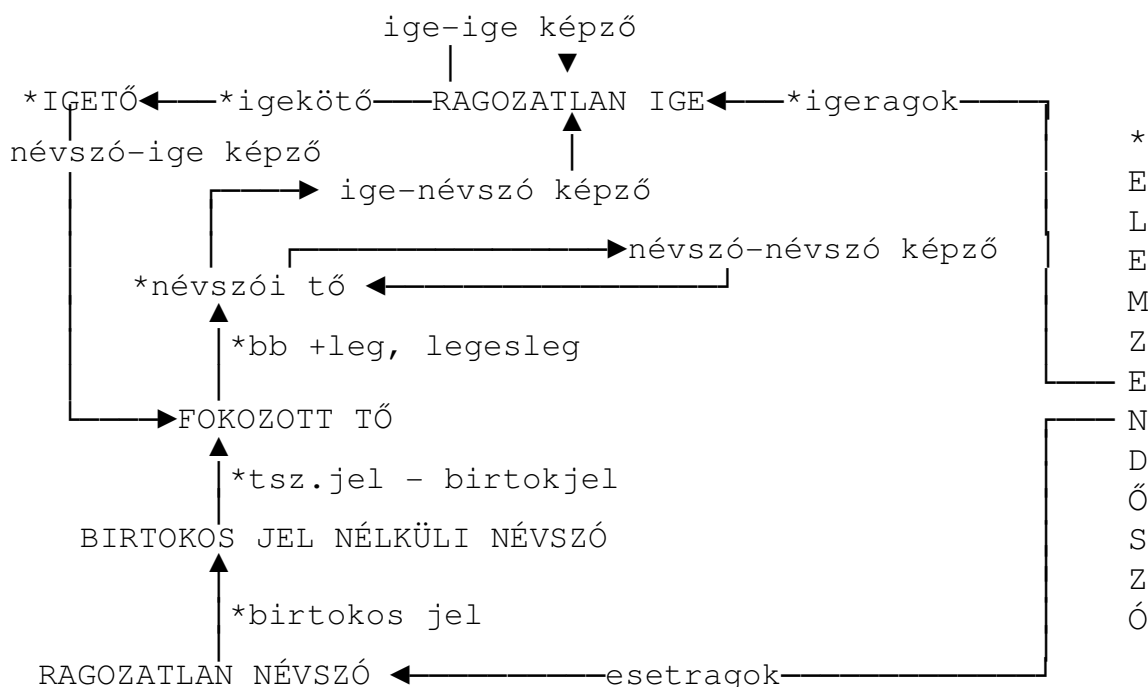 ige-ige képző
*IGETŐ *igekötő RAGOZATLAN IGE *igeragok
névszó-ige képző
ige-névszó képző
névszó-névszó képző
*névszói tő
*bb +leg, legesleg
FOKOZOTT TŐ
*tsz.jel - birtokjel
BIRTOKOS JEL NÉLKÜLI NÉVSZÓ
*birtokos jel
RAGOZATLAN NÉVSZÓ esetragok
*
E
L
E
M
Z
E
N
D
Ő
S
Z
Ó